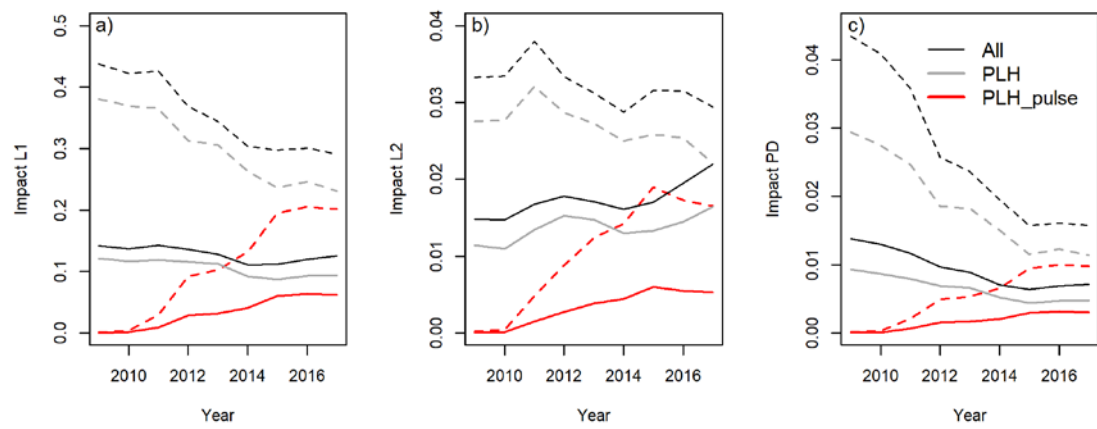 a)
Impact L1
0.5
0.4
0.3
0.2
0.1
0.0
2010 2012 2014 2016
Year
b)
Impact L2
0.04
0.03
0.02
0.01
0.00
2010 2012 2014 2016
Year
c)
Impact PD
0.04
0.03
0.02
0.01
0.00
2010 2012 2014 2016
Year
All
PLH
PLH_pulse